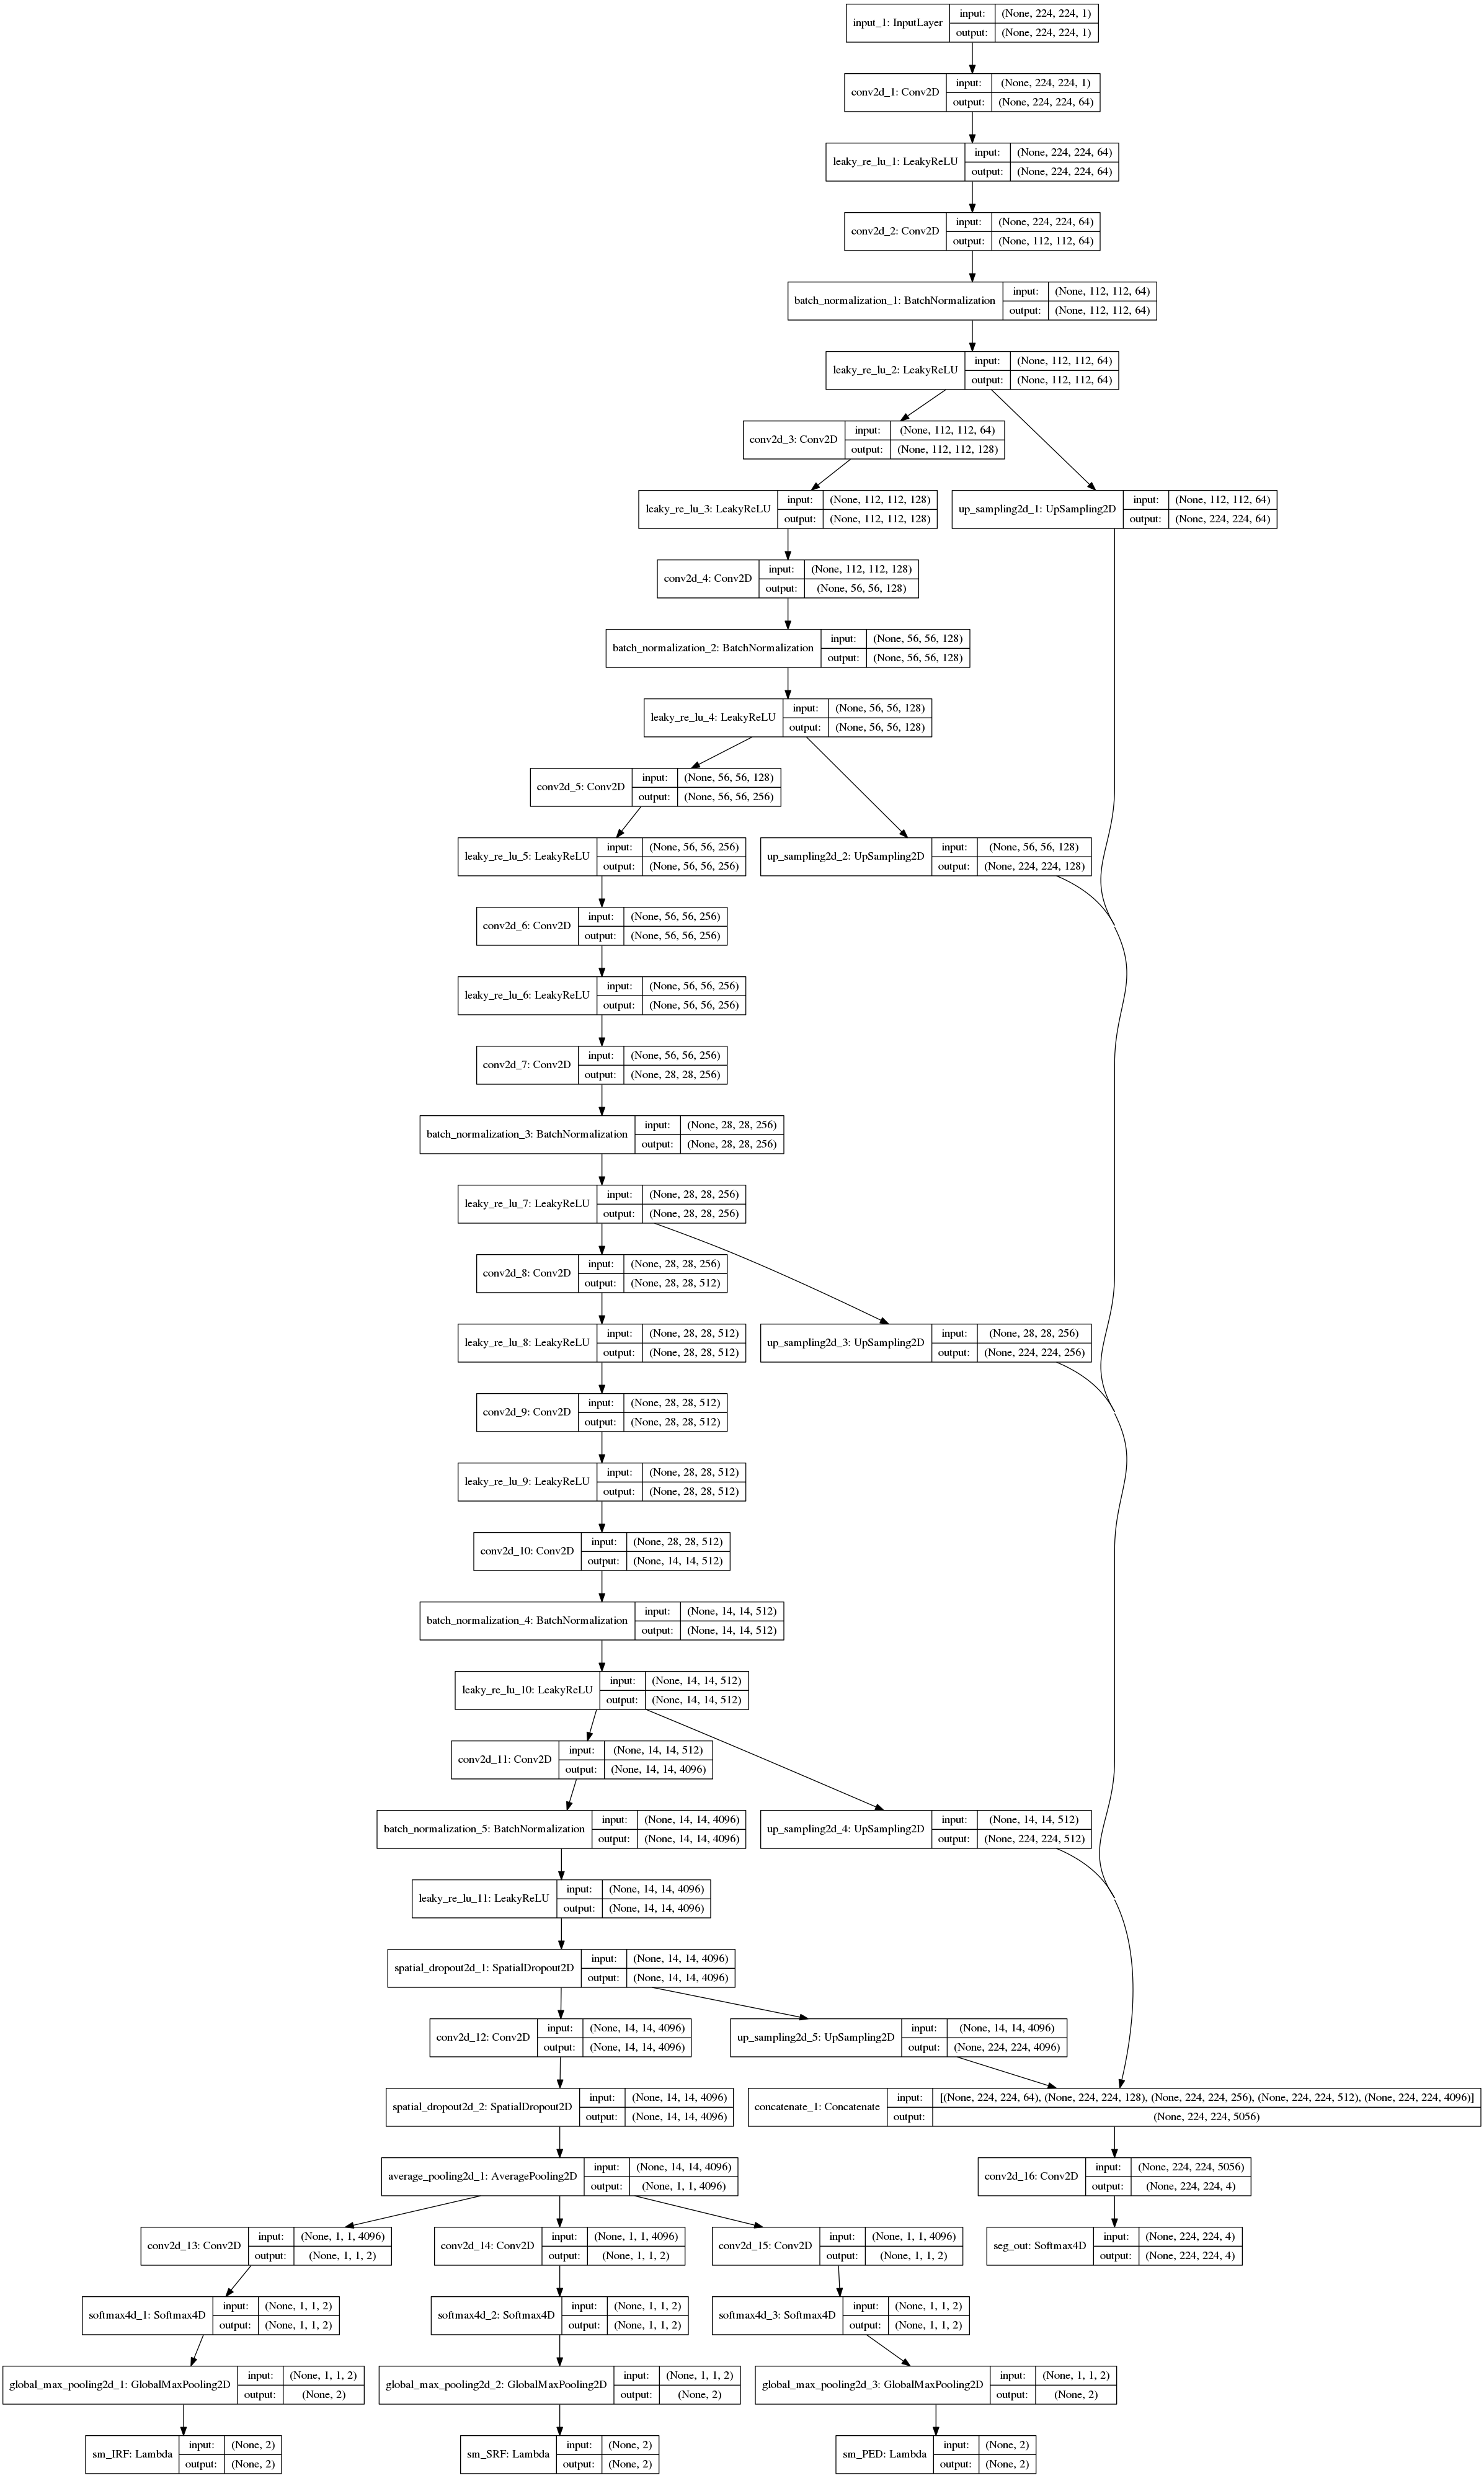 input_1: InputLayer input: (None, 224, 224, 1)
output: (None, 224, 224, 1)
conv2d_1: Conv2D input: (None, 224, 224, 1)
output: (None, 224, 224, 64)
leaky_re_lu_1: LeakyReLU input: (None, 224, 224, 64)
output: (None, 224, 224, 64)
conv2d_2: Conv2D input: (None, 224, 224, 64)
output: (None, 112, 112, 64)
batch_normalization_1: BatchNormalization input: (None, 112, 112, 64)
output: (None, 112, 112, 64)
leaky_re_lu_2: LeakyReLU input: (None, 112, 112, 64)
output: (None, 112, 112, 64)
conv2d_3: Conv2D input: (None, 112, 112, 64)
output: (None, 112, 112, 128)
leaky_re_lu_3: LeakyReLU input: (None, 112, 112, 128)
output: (None, 112, 112, 128)
up_sampling2d_1: UpSampling2D input: (None, 112, 112, 64)
output: (None, 224, 224, 64)
conv2d_4: Conv2D input: (None, 112, 112, 128)
output: (None, 56, 56, 128)
batch_normalization_2: BatchNormalization input: (None, 56, 56, 128)
output: (None, 56, 56, 128)
leaky_re_lu_4: LeakyReLU input: (None, 56, 56, 128)
output: (None, 56, 56, 128)
conv2d_5: Conv2D input: (None, 56, 56, 128)
output: (None, 56, 56, 256)
leaky_re_lu_5: LeakyReLU input: (None, 56, 56, 256)
output: (None, 56, 56, 256)
up_sampling2d_2: UpSampling2D input: (None, 56, 56, 128)
output: (None, 224, 224, 128)
conv2d_6: Conv2D input: (None, 56, 56, 256)
output: (None, 56, 56, 256)
leaky_re_lu_6: LeakyReLU input: (None, 56, 56, 256)
output: (None, 56, 56, 256)
conv2d_7: Conv2D input: (None, 56, 56, 256)
output: (None, 28, 28, 256)
batch_normalization_3: BatchNormalization input: (None, 28, 28, 256)
output: (None, 28, 28, 256)
leaky_re_lu_7: LeakyReLU input: (None, 28, 28, 256)
output: (None, 28, 28, 256)
conv2d_8: Conv2D input: (None, 28, 28, 256)
output: (None, 28, 28, 512)
leaky_re_lu_8: LeakyReLU input: (None, 28, 28, 512)
output: (None, 28, 28, 512)
up_sampling2d_3: UpSampling2D input: (None, 28, 28, 256)
output: (None, 224, 224, 256)
conv2d_9: Conv2D input: (None, 28, 28, 512)
output: (None, 28, 28, 512)
leaky_re_lu_9: LeakyReLU input: (None, 28, 28, 512)
output: (None, 28, 28, 512)
conv2d_10: Conv2D input: (None, 28, 28, 512)
output: (None, 14, 14, 512)
batch_normalization_4: BatchNormalization input: (None, 14, 14, 512)
output: (None, 14, 14, 512)
leaky_re_lu_10: LeakyReLU input: (None, 14, 14, 512)
output: (None, 14, 14, 512)
conv2d_11: Conv2D input: (None, 14, 14, 512)
output: (None, 14, 14, 4096)
batch_normalization_5: BatchNormalization input: (None, 14, 14, 4096)
output: (None, 14, 14, 4096)
up_sampling2d_4: UpSampling2D input: (None, 14, 14, 512)
output: (None, 224, 224, 512)
leaky_re_lu_11: LeakyReLU input: (None, 14, 14, 4096)
output: (None, 14, 14, 4096)
spatial_dropout2d_1: SpatialDropout2D input: (None, 14, 14, 4096)
output: (None, 14, 14, 4096)
conv2d_12: Conv2D input: (None, 14, 14, 4096)
output: (None, 14, 14, 4096)
up_sampling2d_5: UpSampling2D input: (None, 14, 14, 4096)
output: (None, 224, 224, 4096)
spatial_dropout2d_2: SpatialDropout2D input: (None, 14, 14, 4096)
output: (None, 14, 14, 4096)
concatenate_1: Concatenate input: [(None, 224, 224, 64), (None, 224, 224, 128), (None, 224, 224, 256), (None, 224, 224, 512), (None, 224, 224, 4096)]
output: (None, 224, 224, 5056)
average_pooling2d_1: AveragePooling2D input: (None, 14, 14, 4096)
output: (None, 1, 1, 4096)
conv2d_16: Conv2D input: (None, 224, 224, 5056)
output: (None, 224, 224, 4)
conv2d_13: Conv2D input: (None, 1, 1, 4096)
output: (None, 1, 1, 2)
conv2d_14: Conv2D input: (None, 1, 1, 4096)
output: (None, 1, 1, 2)
conv2d_15: Conv2D input: (None, 1, 1, 4096)
output: (None, 1, 1, 2)
seg_out: Softmax4D input: (None, 224, 224, 4)
output: (None, 224, 224, 4)
softmax4d_1: Softmax4D input: (None, 1, 1, 2)
output: (None, 1, 1, 2)
softmax4d_2: Softmax4D input: (None, 1, 1, 2)
output: (None, 1, 1, 2)
softmax4d_3: Softmax4D input: (None, 1, 1, 2)
output: (None, 1, 1, 2)
global_max_pooling2d_1: GlobalMaxPooling2D input: (None, 1, 1, 2)
output: (None, 2)
global_max_pooling2d_2: GlobalMaxPooling2D input: (None, 1, 1, 2)
output: (None, 2)
global_max_pooling2d_3: GlobalMaxPooling2D input: (None, 1, 1, 2)
output: (None, 2)
sm_IRF: Lambda input: (None, 2)
output: (None, 2)
sm_SRF: Lambda input: (None, 2)
output: (None, 2)
sm_PED: Lambda input: (None, 2)
output: (None, 2)